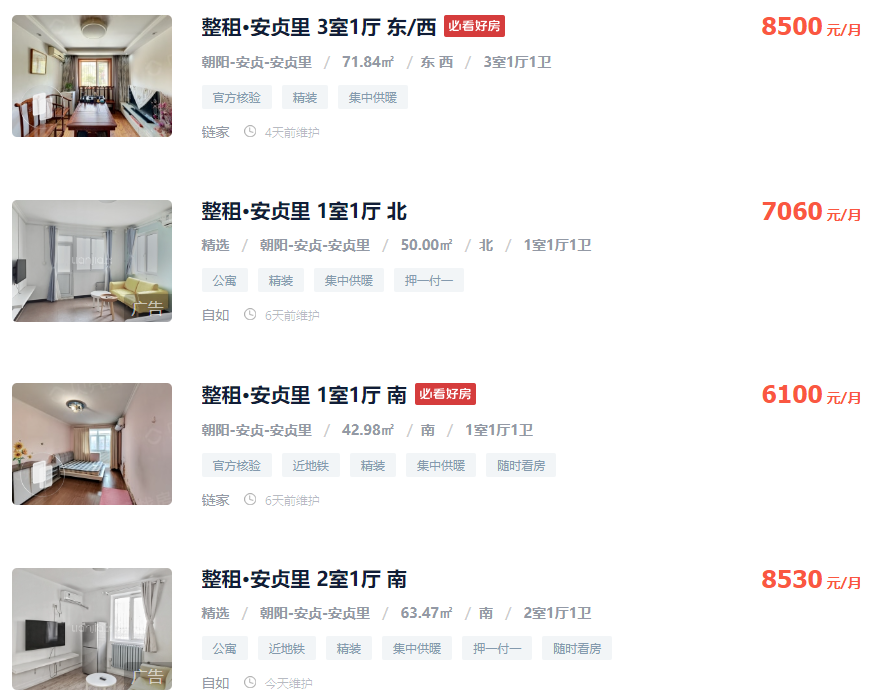 整租·安贞里 3室1厅 东/西 必看好房 8500 元/月
朝阳-安贞-安贞里 / 71.84㎡ / 东 西 / 3室1厅1卫
官方核验 精装 集中供暖
链家 4天前维护
整租·安贞里 1室1厅 北 7060 元/月
精选 / 朝阳-安贞-安贞里 / 50.00㎡ / 北 / 1室1厅1卫
公寓 精装 集中供暖 押一付一
广告
自如 6天前维护
整租·安贞里 1室1厅 南 必看好房 6100 元/月
朝阳-安贞-安贞里 / 42.98㎡ / 南 / 1室1厅1卫
官方核验 近地铁 精装 集中供暖 随时看房
链家 6天前维护
整租·安贞里 2室1厅 南 8530 元/月
精选 / 朝阳-安贞-安贞里 / 63.47㎡ / 南 / 2室1厅1卫
公寓 近地铁 精装 集中供暖 押一付一 随时看房
广告
自如 今天维护